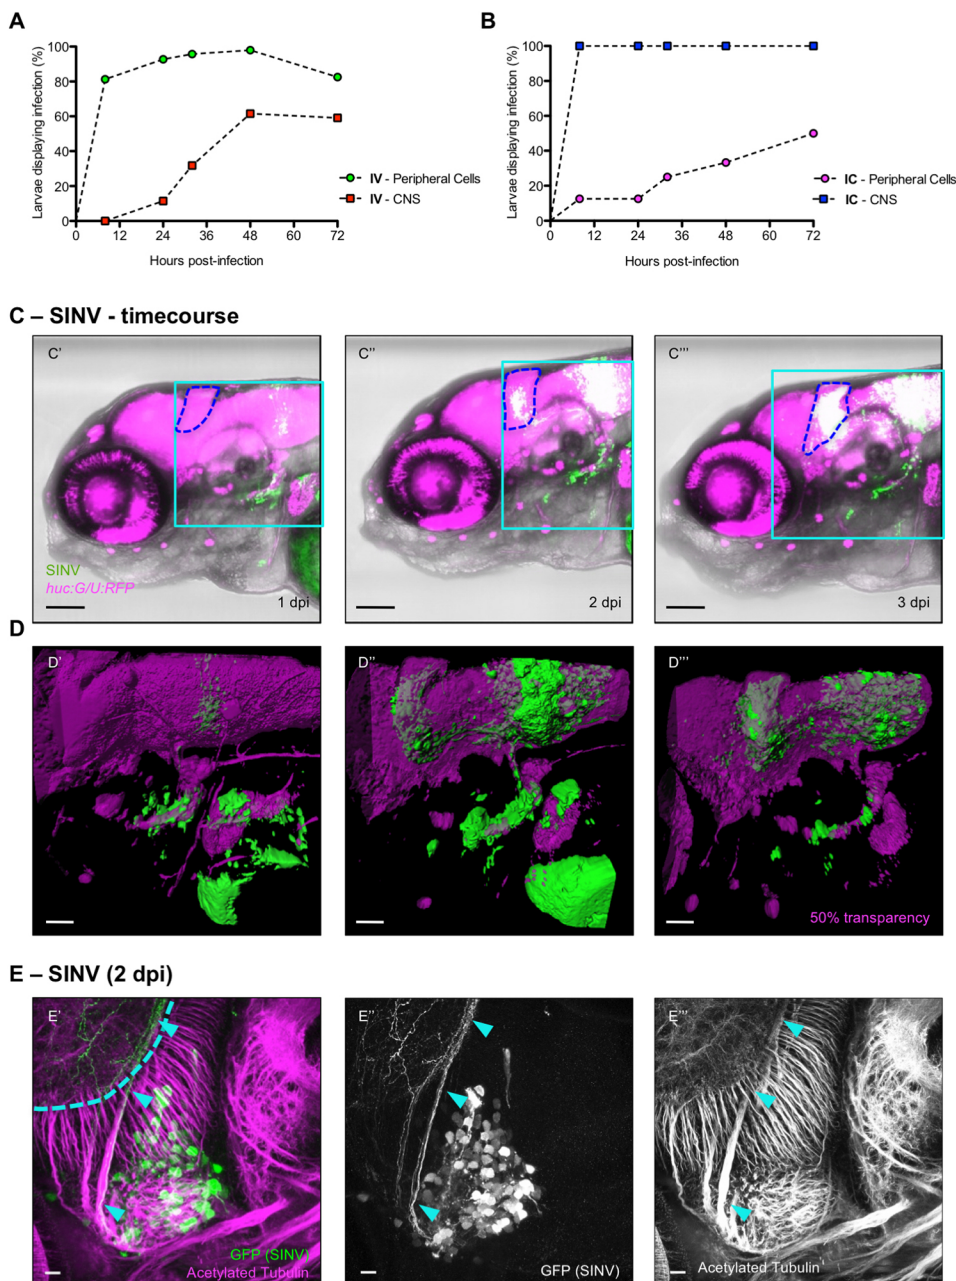 A
B
Larvae displaying infection (%)
100
80
60
40
20
0
0 12 24 36 48 60 72
Hours post-infection
IV - Peripheral Cells
IV - CNS
Larvae displaying infection (%)
100
80
60
40
20
0
0 12 24 36 48 60 72
Hours post-infection
IC - Peripheral Cells
IC - CNS
C – SINV - timecourse
C'
SINV
huc:G/U:RFP
1 dpi
C''
2 dpi
C'''
3 dpi
D
D'
D''
D'''
50% transparency
E – SINV (2 dpi)
E'
GFP (SINV)
Acetylated Tubulin
E''
GFP (SINV)
E'''
Acetylated Tubulin